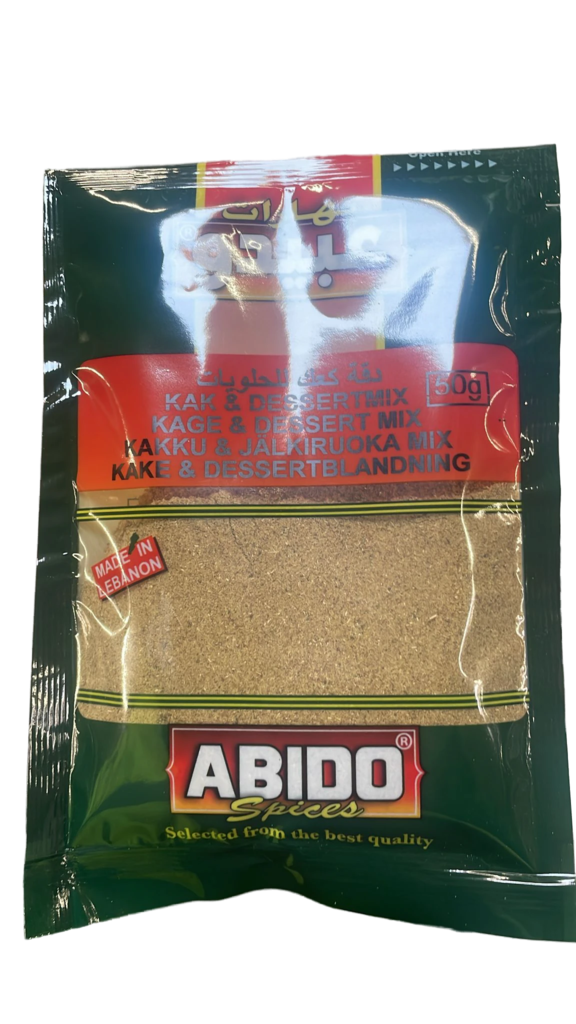 Open Here
بهارات
عبيدو
دقة كعك للحلويات
50g
KAK & DESSERTMIX
KAGE & DESSERT MIX
KAKKU & JÄLKIRUOKA MIX
KAKE & DESSERTBLANDNING
MADE IN
LEBANON
ABIDO®
Spices
Selected from the best quality